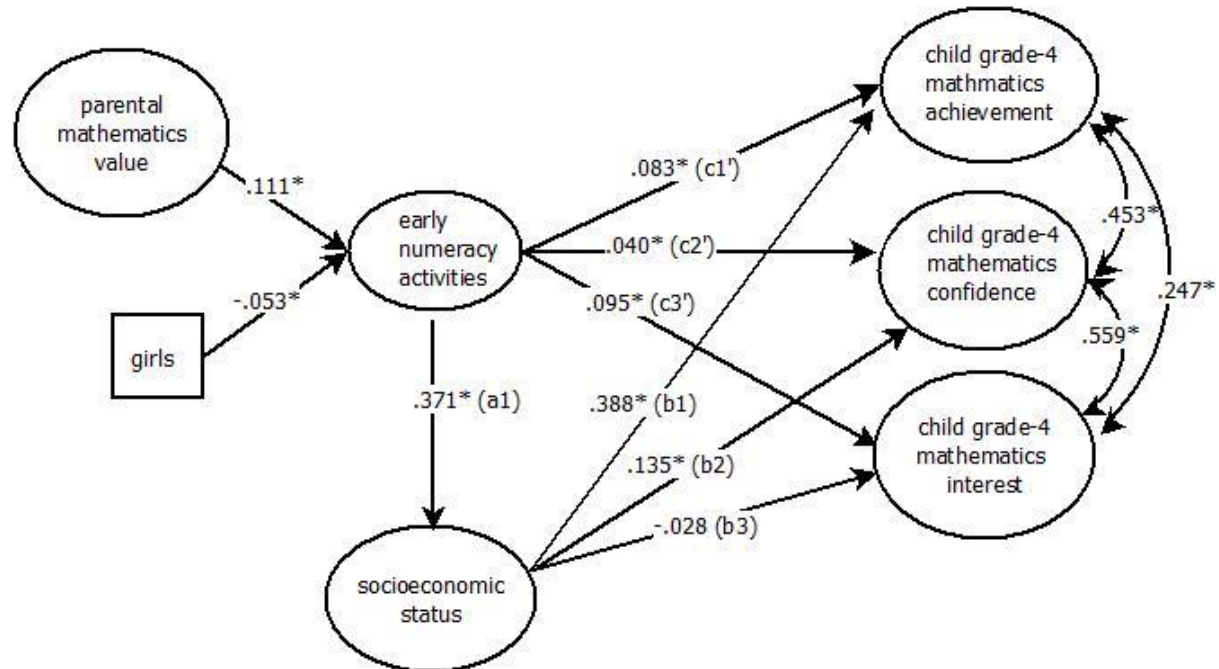 parental
mathematics
value
.111*
girls
-.053*
early
numeracy
activities
.371* (a1)
socioeconomic
status
.083* (c1')
.040* (c2')
.095* (c3')
.388* (b1)
.135* (b2)
-.028 (b3)
child grade-4
mathmatics
achievement
child grade-4
mathematics
confidence
child grade-4
mathematics
interest
.453*
.247*
.559*